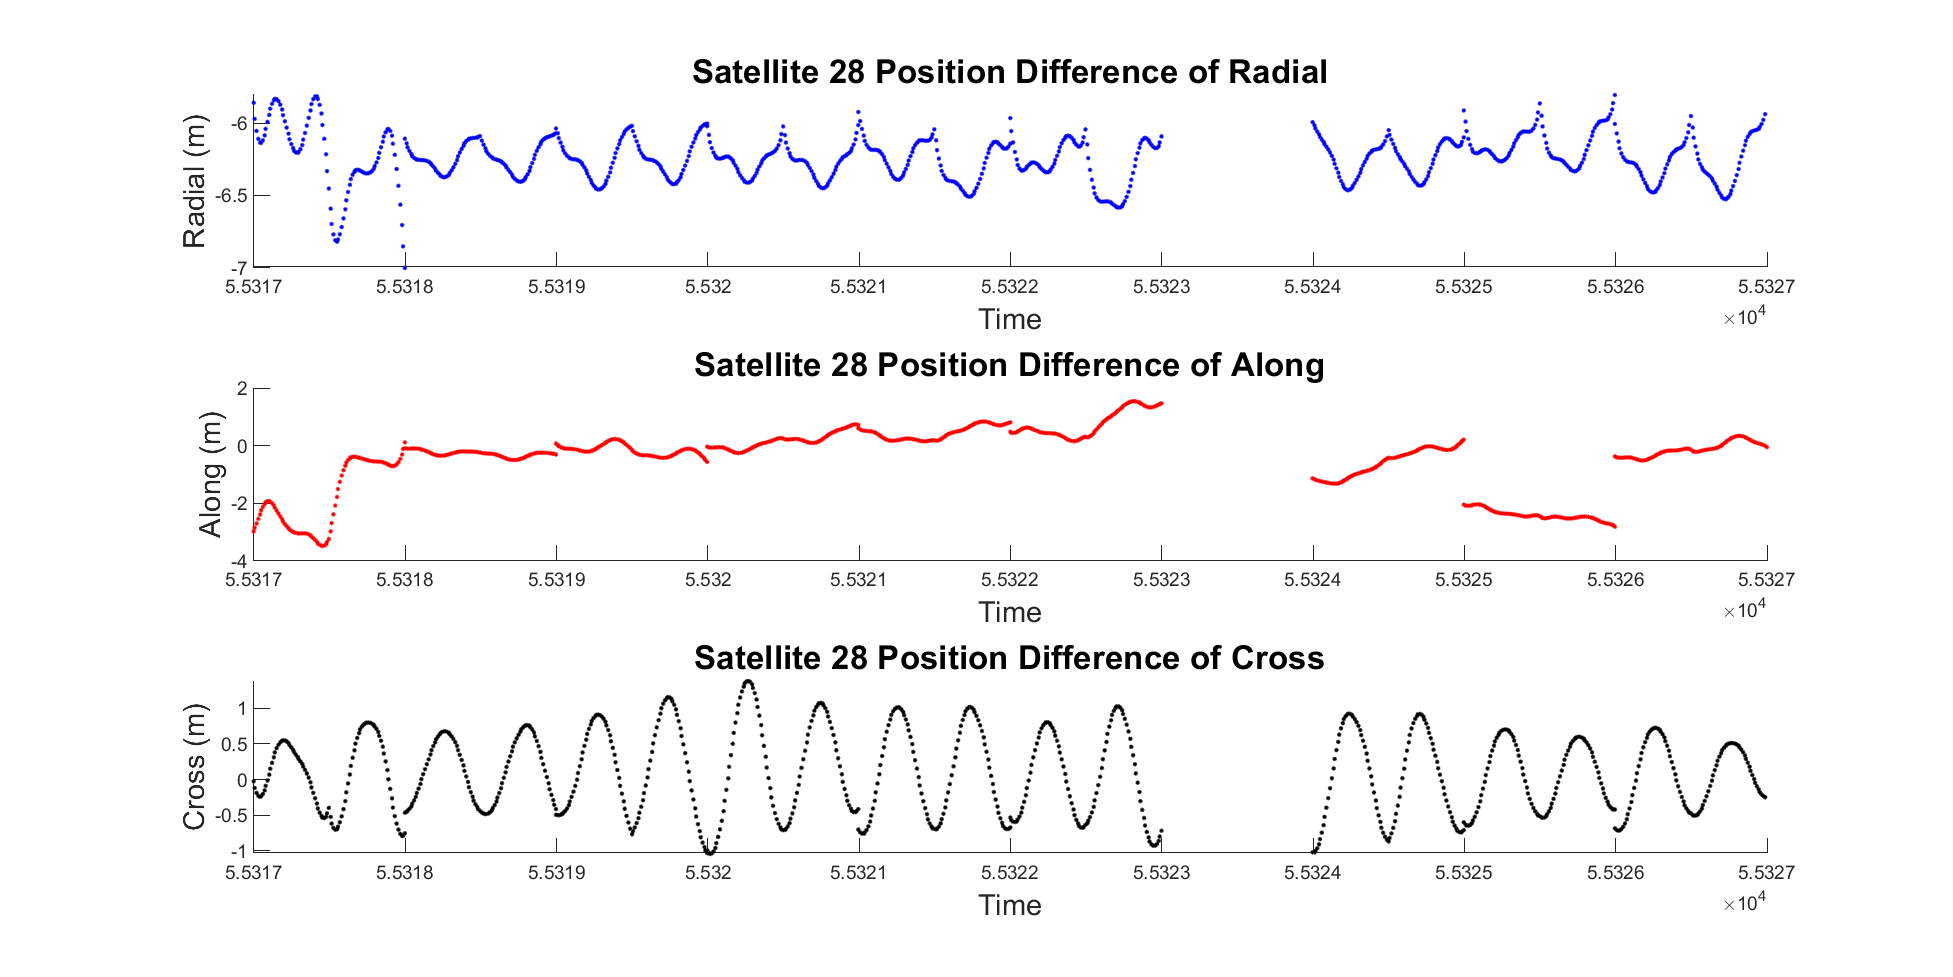 Satellite 28 Position Difference of Radial
Radial (m)
-6
-6.5
-7
5.5317 5.5318 5.5319 5.532 5.5321 5.5322 5.5323 5.5324 5.5325 5.5326 5.5327
Time
×10^4
Satellite 28 Position Difference of Along
Along (m)
2
0
-2
-4
5.5317 5.5318 5.5319 5.532 5.5321 5.5322 5.5323 5.5324 5.5325 5.5326 5.5327
Time
×10^4
Satellite 28 Position Difference of Cross
Cross (m)
1
0.5
0
-0.5
-1
5.5317 5.5318 5.5319 5.532 5.5321 5.5322 5.5323 5.5324 5.5325 5.5326 5.5327
Time
×10^4